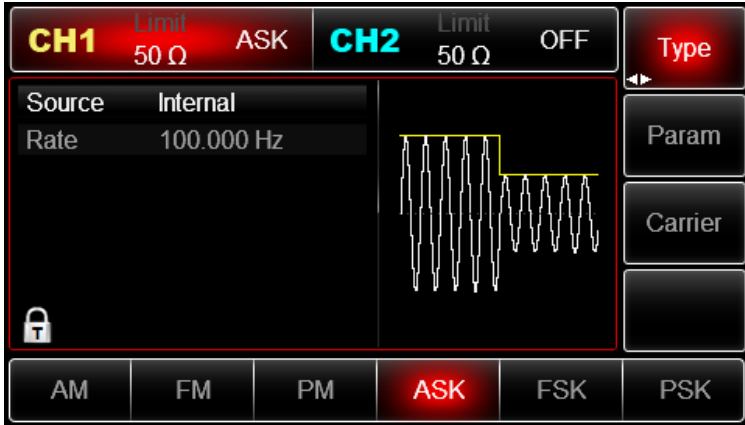 CH1 Limit 50 Ω ASK
CH2 Limit 50 Ω OFF
Type
Source Internal
Rate 100.000 Hz
Param
Carrier
T
AM FM PM ASK FSK PSK